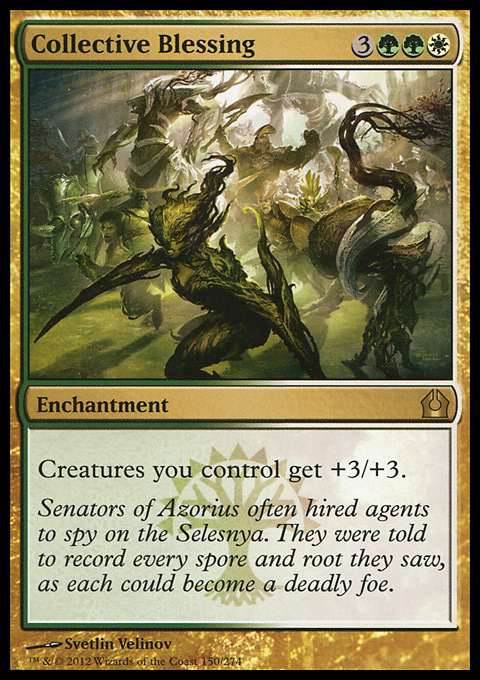 Collective Blessing 3
Enchantment
Creatures you control get +3/+3.
Senators of Azorius often hired agents
to spy on the Selesnya. They were told
to record every spore and root they saw,
as each could become a deadly foe.
Svetlin Velinov
™ & © 2012 Wizards of the Coast 150/274